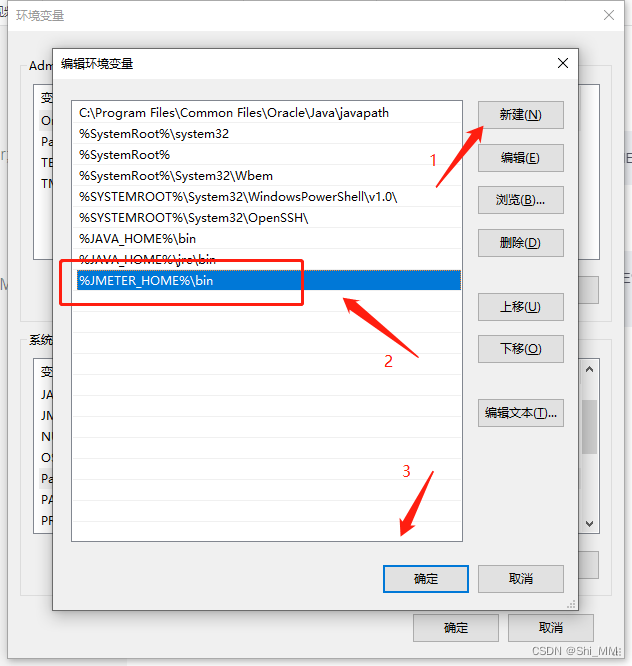 环境变量
编辑环境变量
C:\Program Files\Common Files\Oracle\Java\javapath
%SystemRoot%\system32
%SystemRoot%
%SystemRoot%\System32\Wbem
%SYSTEMROOT%\System32\WindowsPowerShell\v1.0\
%SYSTEMROOT%\System32\OpenSSH\
%JAVA_HOME%\bin
%JAVA_HOME%\jre\bin
%JMETER_HOME%\bin
新建(N)
编辑(E)
浏览(B)...
删除(D)
上移(U)
下移(O)
编辑文本(T)...
1
2
3
确定
取消
Adm
变
Or
Pa
TE
TM
系统
变
JA
JM
NU
OS
Pa
PA
PR
确定
取消
CSDN @Shi_MM